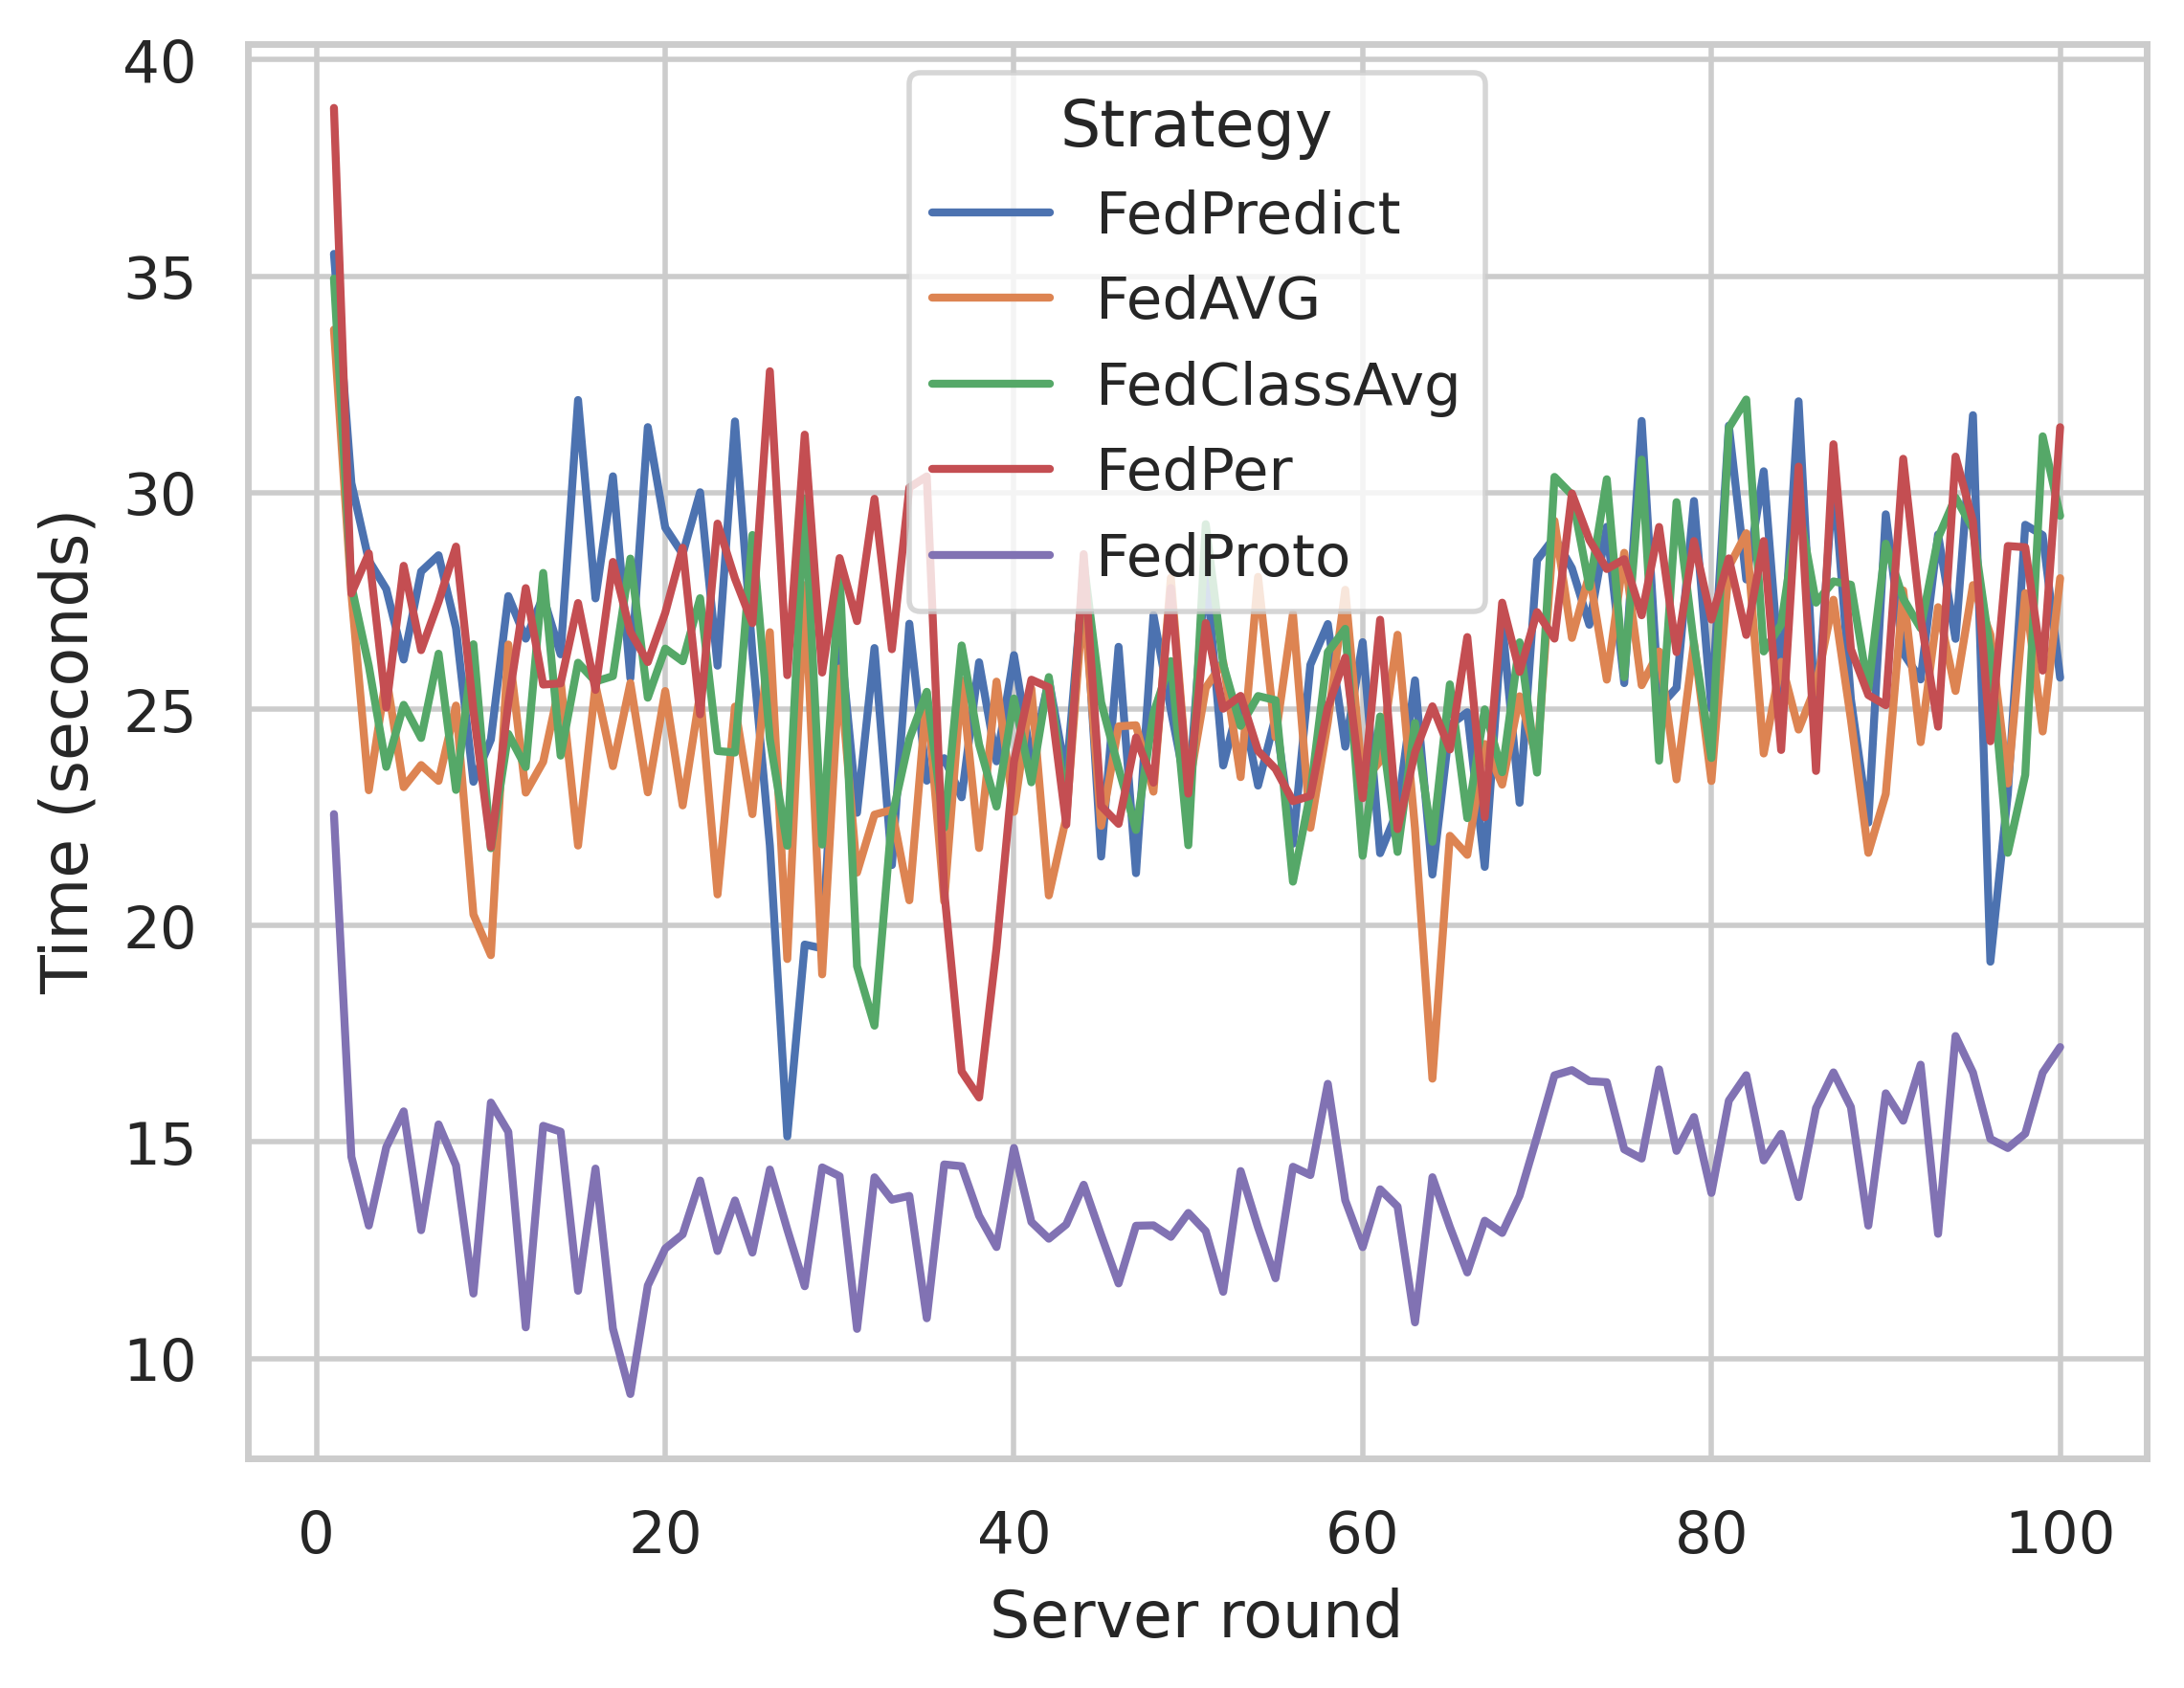 40
35
30
25
20
15
10
Time (seconds)
Strategy
FedPredict
FedAVG
FedClassAvg
FedPer
FedProto
0 20 40 60 80 100
Server round